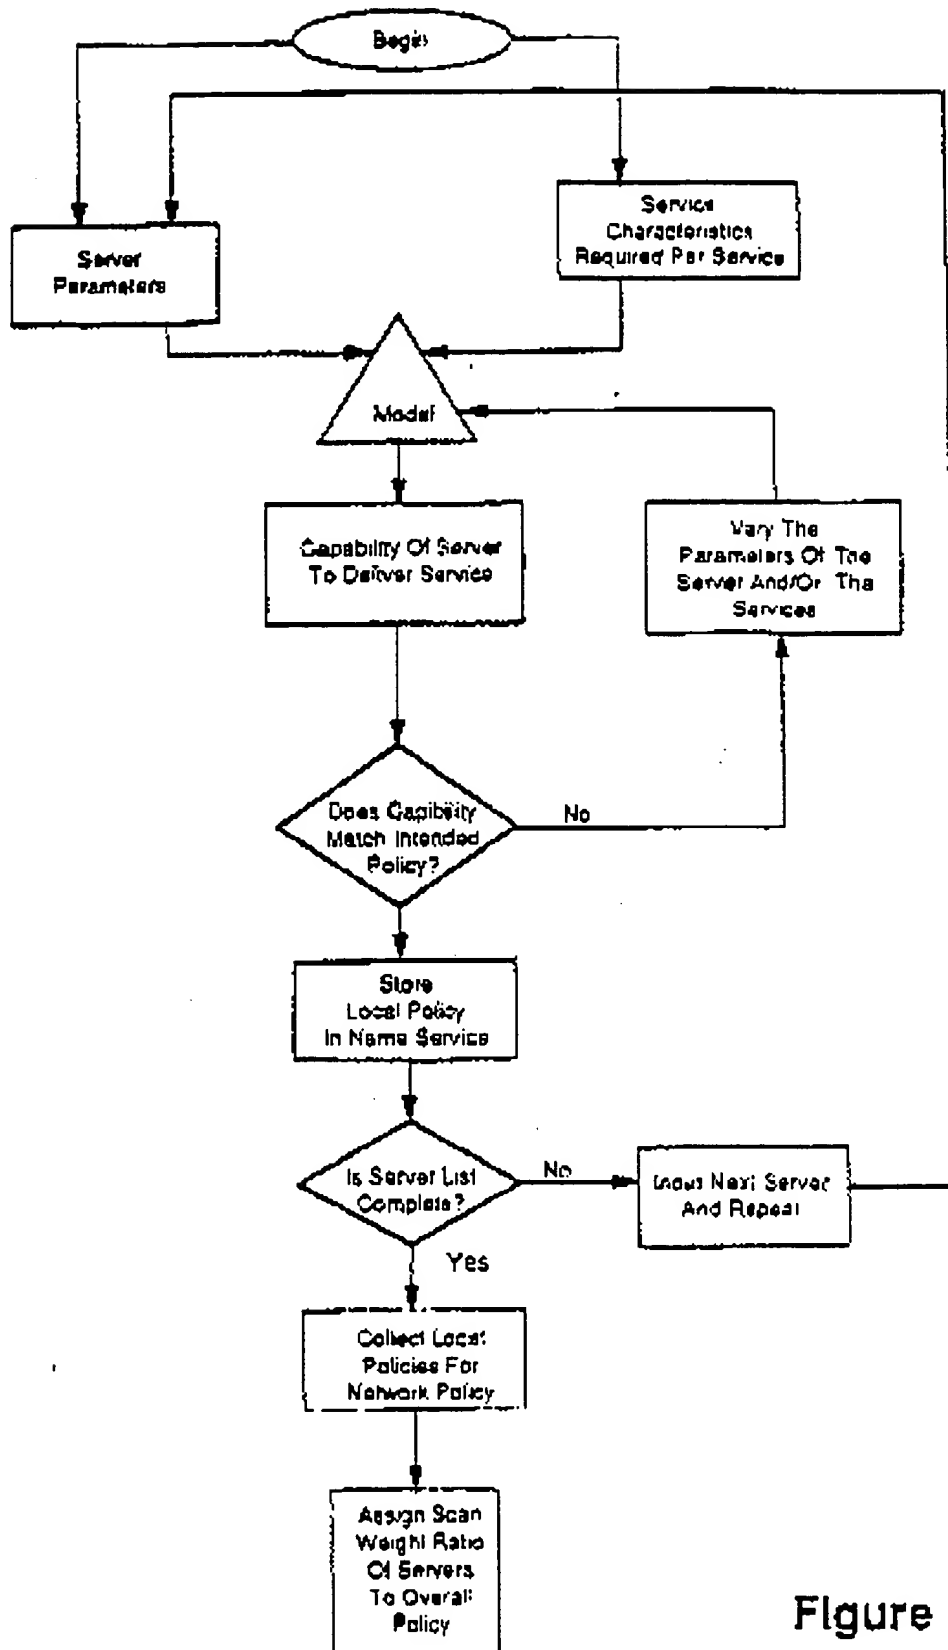 Begin
Server
Parameters
Service
Characteristics
Required Per Service
Model
Capability Of Server
To Deliver Service
Vary The
Parameters Of The
Server And/Or The
Services
Does Capibility
Match Intended
Policy?
No
Store
Local Policy
In Name Service
Is Server List
Complete?
No
Input Next Server
And Repeat
Yes
Collect Local
Policies For
Network Policy
Assign Scan
Weight Ratio
Of Servers
To Overall
Policy
Figure